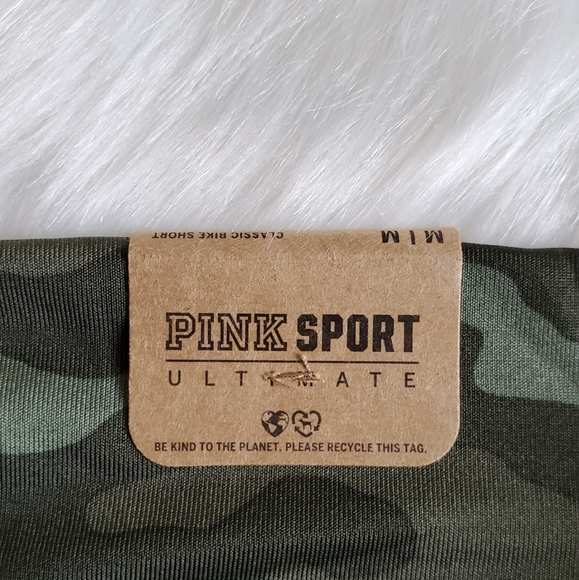 CLASSIC BIKE SHORT M | M
PINK SPORT
ULTIMATE
BE KIND TO THE PLANET. PLEASE RECYCLE THIS TAG.